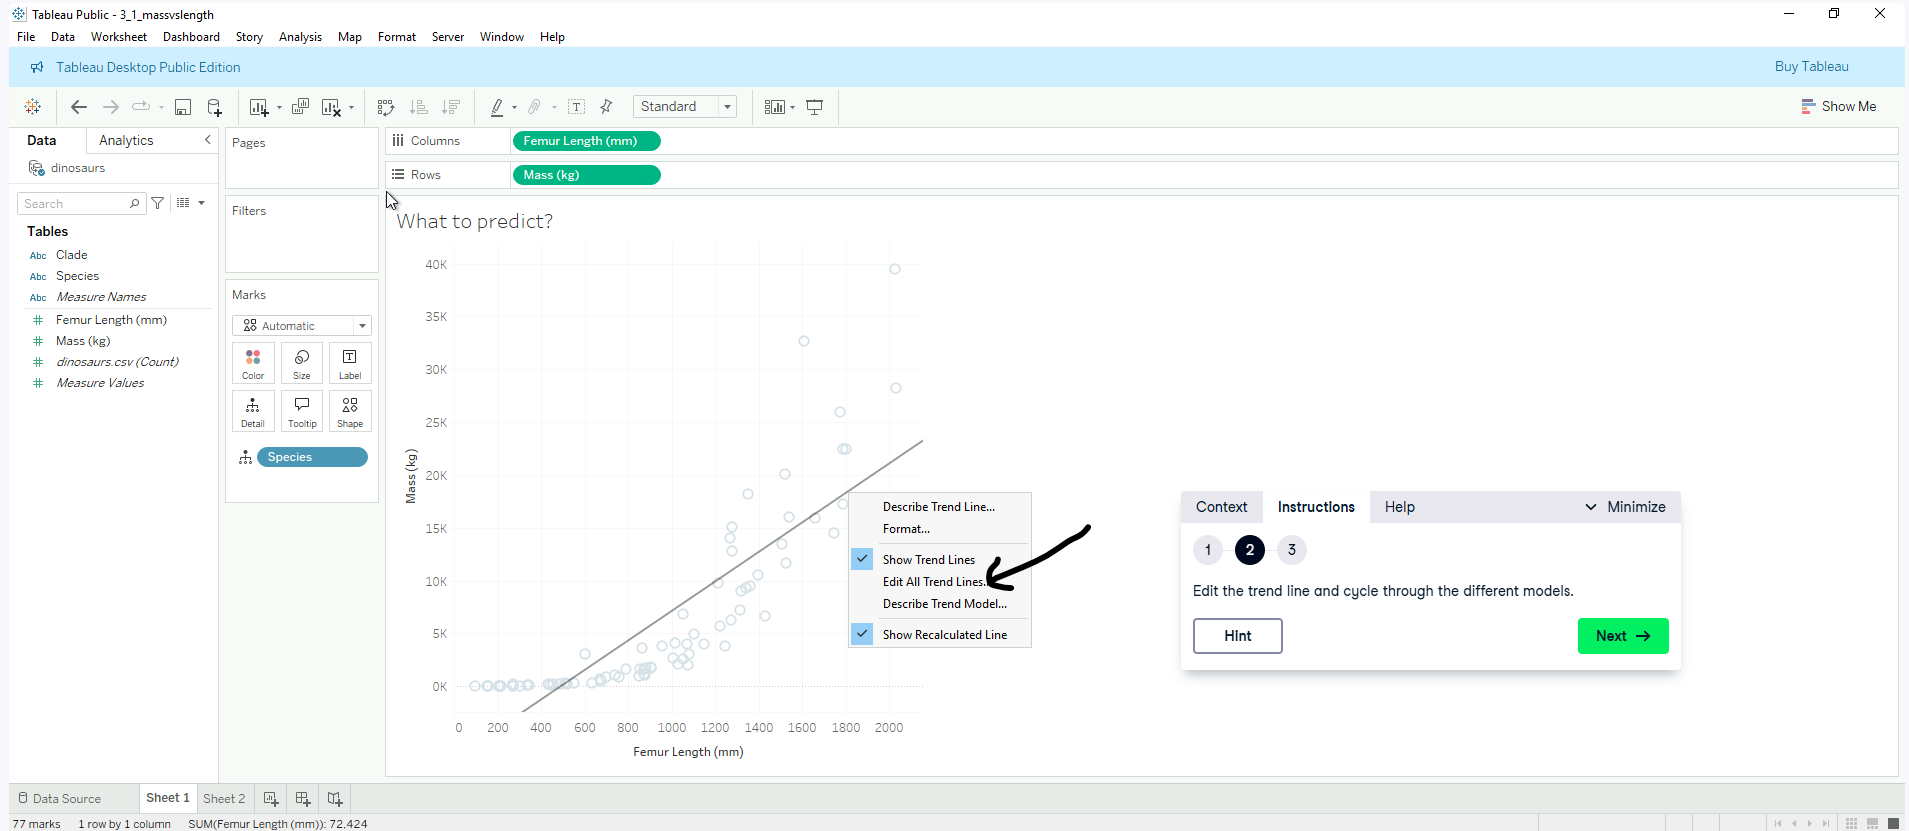 Tableau Public - 3_1_massvslength
File Data Worksheet Dashboard Story Analysis Map Format Server Window Help
Tableau Desktop Public Edition
Buy Tableau
Standard
Show Me
Data Analytics
dinosaurs
Search
Tables
Abc Clade
Abc Species
Abc Measure Names
Femur Length (mm)
Mass (kg)
dinosaurs.csv (Count)
Measure Values
Pages
Filters
Marks
Automatic
Color Size Label
Detail Tooltip Shape
Species
Columns Femur Length (mm)
Rows Mass (kg)
What to predict?
40K
35K
30K
25K
20K
15K
10K
5K
0K
Mass (kg)
0 200 400 600 800 1000 1200 1400 1600 1800 2000
Femur Length (mm)
Describe Trend Line...
Format...
Show Trend Lines
Edit All Trend Lines...
Describe Trend Model...
Show Recalculated Line
Context Instructions Help Minimize
1 2 3
Edit the trend line and cycle through the different models.
Hint
Next
Data Source Sheet 1 Sheet 2
77 marks 1 row by 1 column SUM(Femur Length (mm)): 72,424